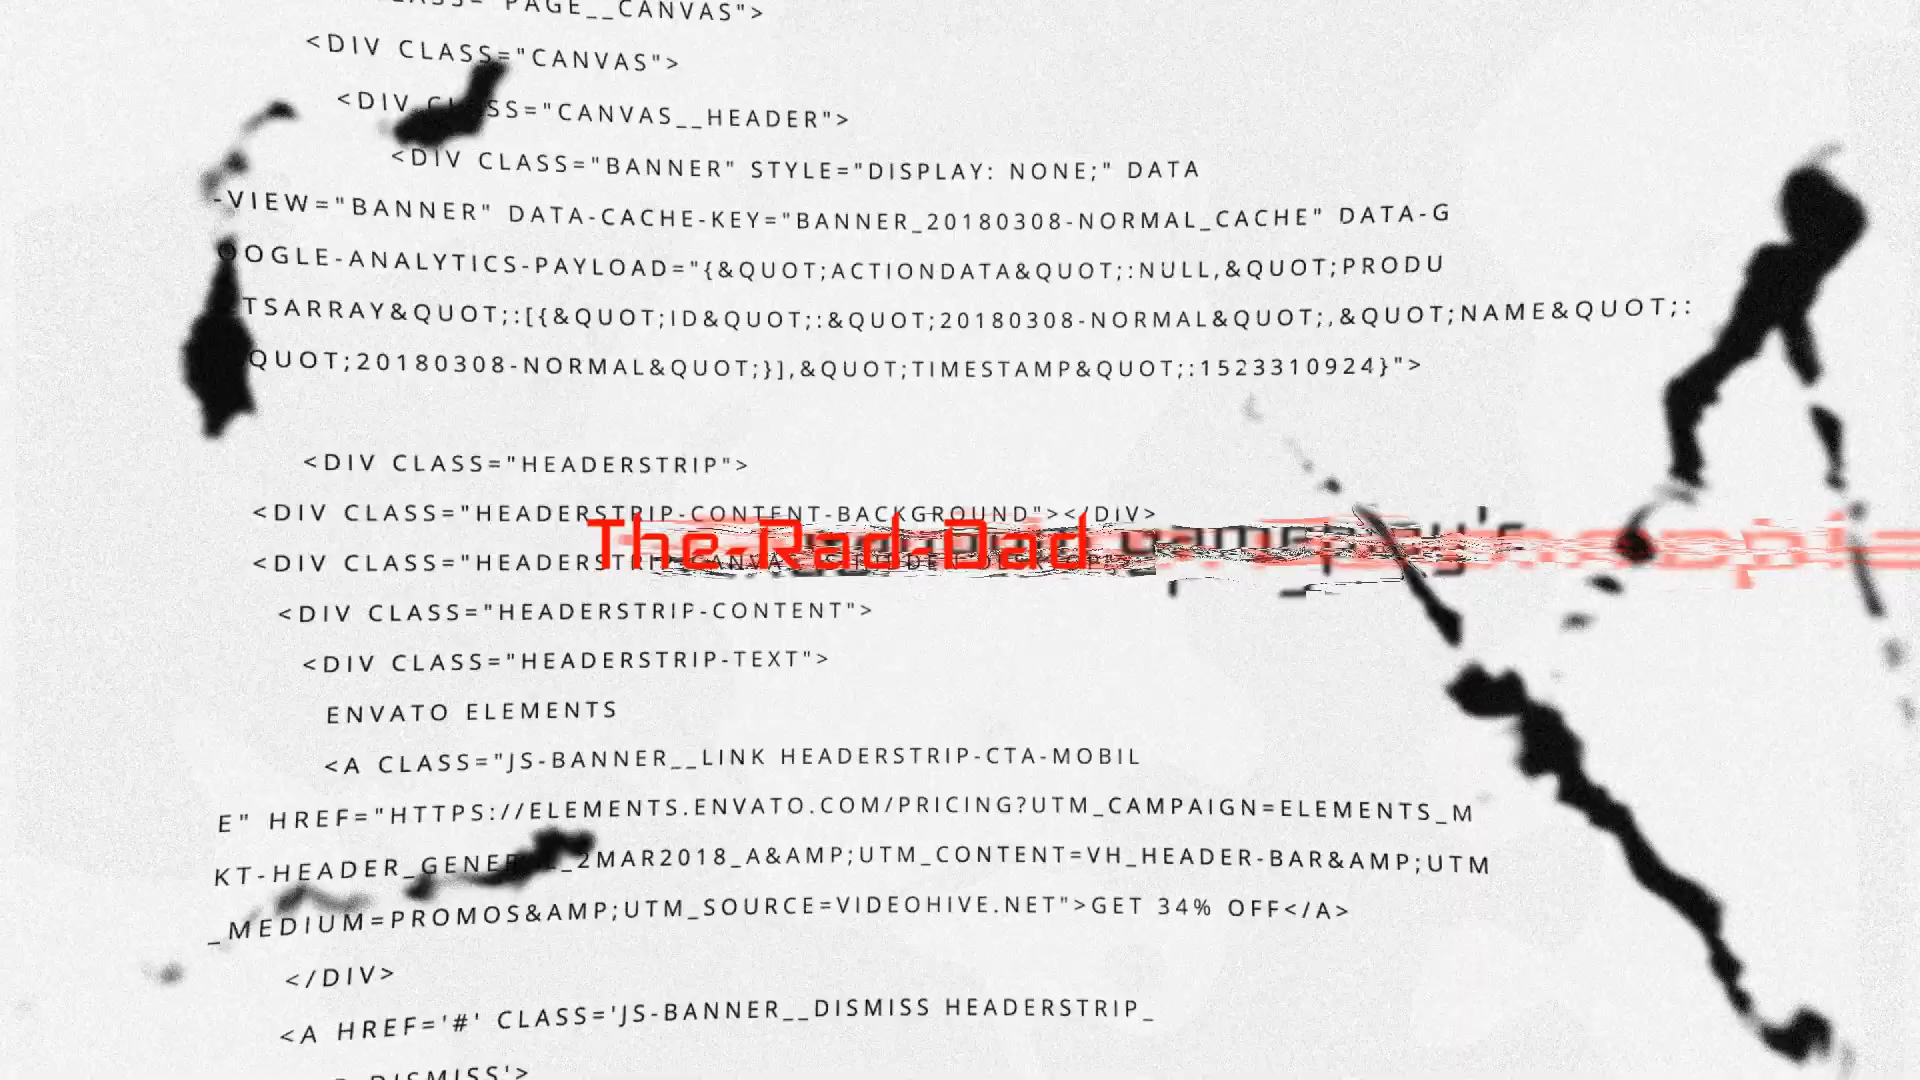 PAGE__CANVAS">
<DIV CLASS="CANVAS">
<DIV CLASS="CANVAS__HEADER">
<DIV CLASS="BANNER" STYLE="DISPLAY: NONE;" DATA
-VIEW="BANNER" DATA-CACHE-KEY="BANNER_20180308-NORMAL_CACHE" DATA-G
OOGLE-ANALYTICS-PAYLOAD="{&QUOT;ACTIONDATA&QUOT;:NULL,&QUOT;PRODU
TSARRAY&QUOT;:[{&QUOT;ID&QUOT;:&QUOT;20180308-NORMAL&QUOT;,&QUOT;NAME&QUOT;:
QUOT;20180308-NORMAL&QUOT;}],&QUOT;TIMESTAMP&QUOT;:1523310924}">
<DIV CLASS="HEADERSTRIP">
<DIV CLASS="HEADERSTRIP-CONTENT-BACKGROUND"></DIV>
The-Rad-Dad
<DIV CLASS="HEADERSTRIP-CANVAS
<DIV CLASS="HEADERSTRIP-CONTENT">
<DIV CLASS="HEADERSTRIP-TEXT">
ENVATO ELEMENTS
<A CLASS="JS-BANNER__LINK HEADERSTRIP-CTA-MOBIL
E" HREF="HTTPS://ELEMENTS.ENVATO.COM/PRICING?UTM_CAMPAIGN=ELEMENTS_M
KT-HEADER_GENERAL_2MAR2018_A&AMP;UTM_CONTENT=VH_HEADER-BAR&AMP;UTM
_MEDIUM=PROMOS&AMP;UTM_SOURCE=VIDEOHIVE.NET">GET 34% OFF</A>
</DIV>
<A HREF='#' CLASS='JS-BANNER__DISMISS HEADERSTRIP_
DISMISS'>